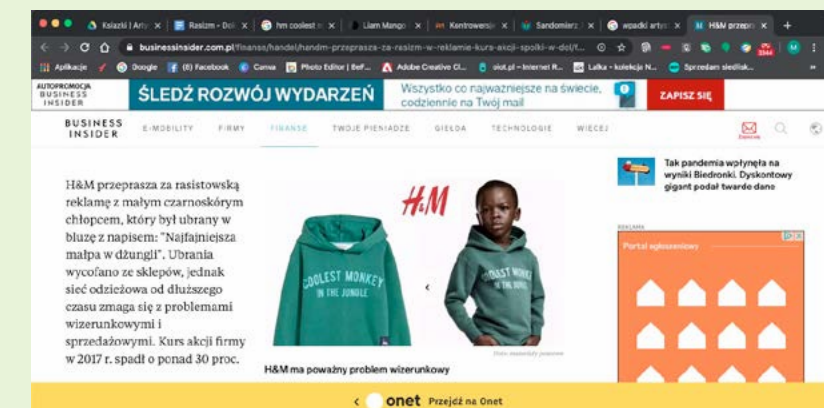 Ksiazki | Arty
Rasizm - Do
hm coolest
Liam Mango
Kontrowersje
Sandomierz
wpadki artys
H&M przepro
businessinsider.com.pl/finanse/handel/handm-przeprasza-za-rasizm-w-reklamie-kurs-akcji-spolki-w-dol/
Aplikacje
Google
(6) Facebook
Canva
Photo Editor | Bef...
Adobe Creative Cl...
Lalka - kolekcja N...
Sprzedam siedlisk...
AUTOPROMOCJA
BUSINESS
INSIDER
ŚLEDŹ ROZWÓJ WYDARZEŃ
Wszystko co najważniejsze na świecie,
codziennie na Twój mail
ZAPISZ SIĘ
BUSINESS
INSIDER
E-MOBILITY
FIRMY
FINANSE
TWOJE PIENIĄDZE
GIEŁDA
TECHNOLOGIE
WIĘCEJ
H&M przeprasza za rasistowską
reklamę z małym czarnoskórym
chłopcem, który był ubrany w
bluzę z napisem: "Najfajniejsza
małpa w dżungli". Ubrania
wycofano ze sklepów, jednak
sieć odzieżowa od dłuższego
czasu zmaga się z problemami
wizerunkowymi i
sprzedażowymi. Kurs akcji firmy
w 2017 r. spadł o ponad 30 proc.
H&M
COOLEST MONKEY
IN THE JUNGLE
COOLEST MONKEY
IN THE JUNGLE
Foto: materiały prasowe
H&M ma poważny problem wizerunkowy
Tak pandemia wpłynęła na
wyniki Biedronki. Dyskontowy
gigant podał twarde dane
REKLAMA
Portal ogłoszeniowy
onet Przejdź na Onet